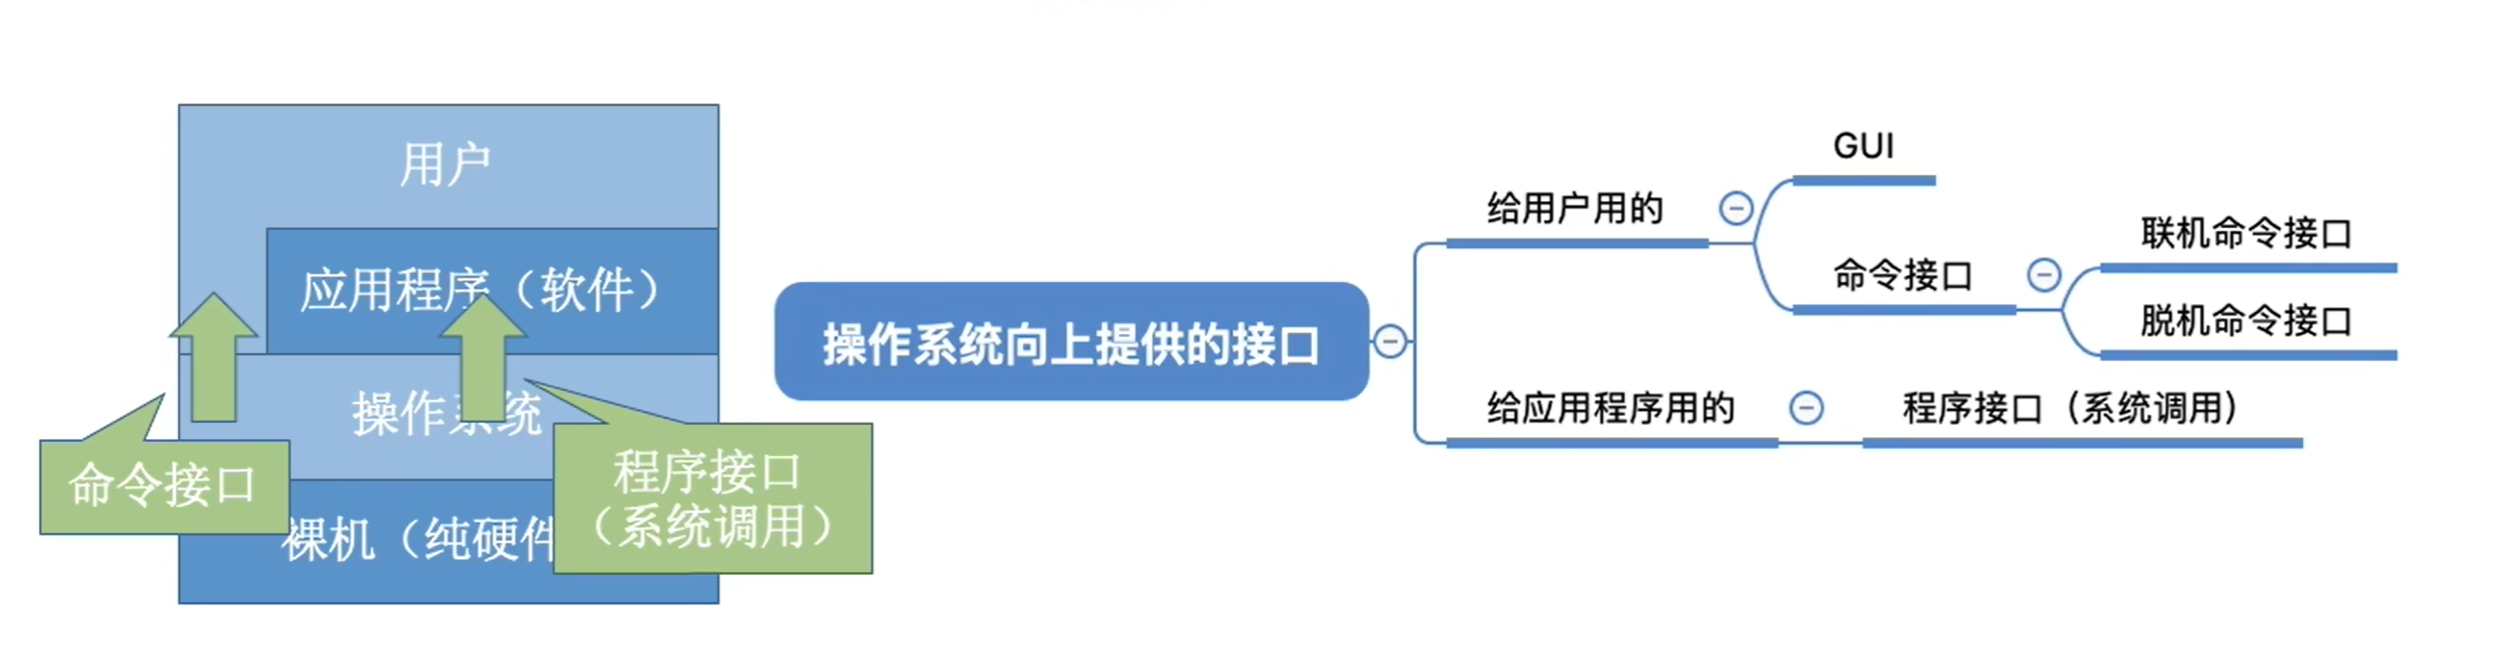 用户
应用程序（软件）
操作系统
命令接口
程序接口
（系统调用）
裸机（纯硬件
操作系统向上提供的接口
给用户用的
GUI
命令接口
联机命令接口
脱机命令接口
给应用程序用的
程序接口（系统调用）